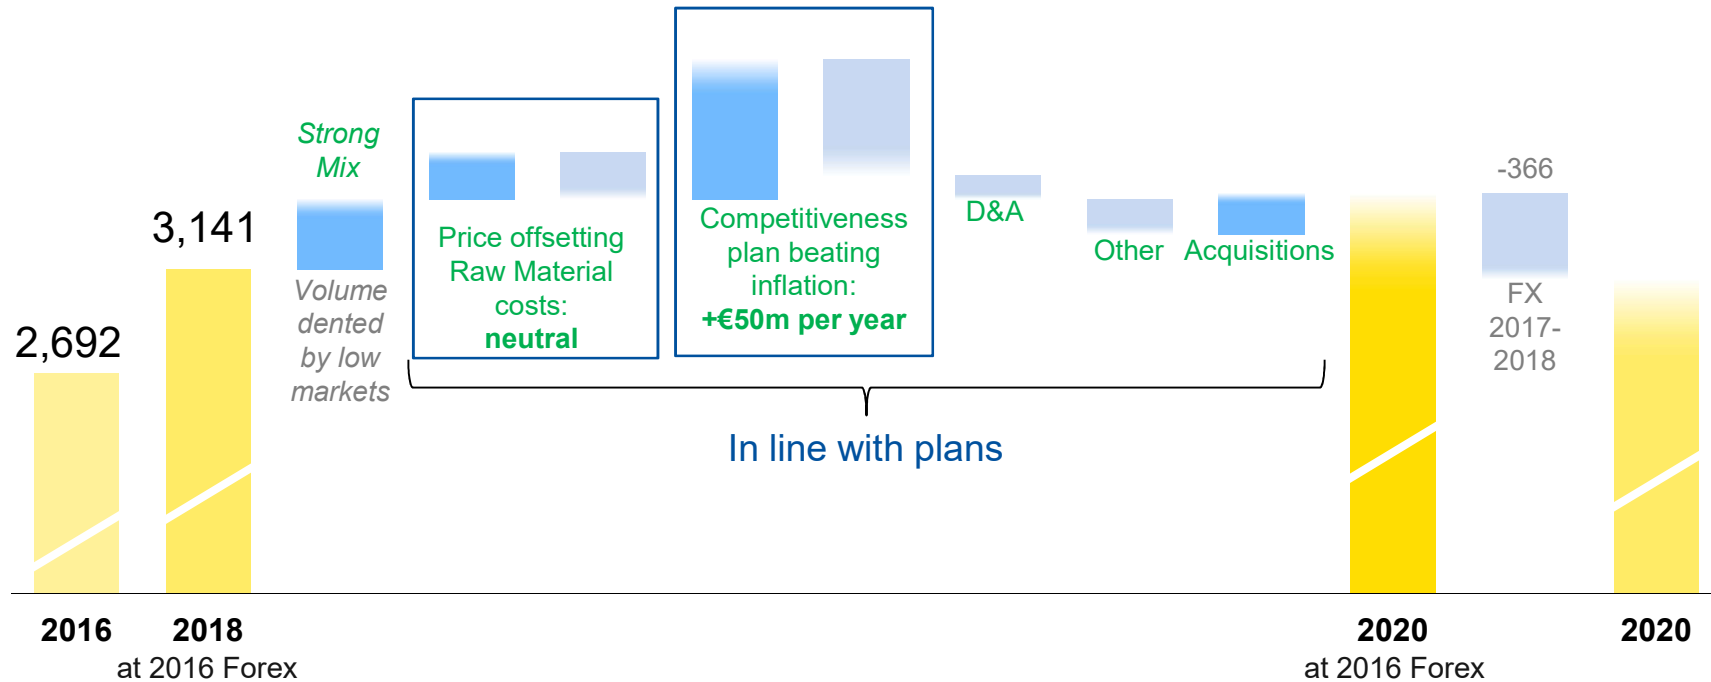 2,692
3,141
Strong
Mix
Volume
dented
by low
markets
Price offsetting
Raw Material
costs:
neutral
Competitiveness
plan beating
inflation:
+€50m per year
D&A
Other
Acquisitions
In line with plans
-366
FX
2017-
2018
2016
2018
at 2016 Forex
2020
at 2016 Forex
2020